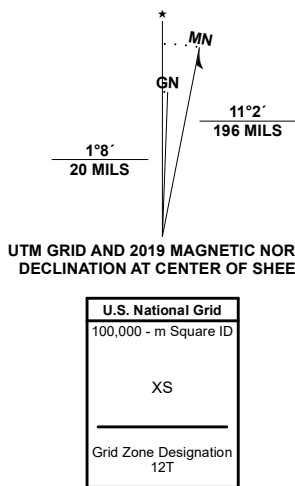 ★
MN
GN
11°2´
196 MILS
1°8´
20 MILS
UTM GRID AND 2019 MAGNETIC NOR
DECLINATION AT CENTER OF SHEE
U.S. National Grid
100,000 - m Square ID
XS
Grid Zone Designation
12T